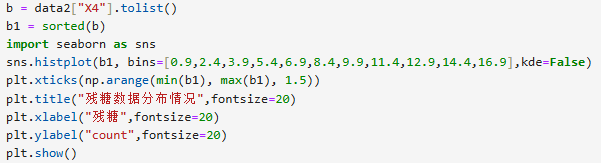 b = data2["X4"].tolist()
b1 = sorted(b)
import seaborn as sns
sns.histplot(b1, bins=[0.9,2.4,3.9,5.4,6.9,8.4,9.9,11.4,12.9,14.4,16.9],kde=False)
plt.xticks(np.arange(min(b1), max(b1), 1.5))
plt.title("残糖数据分布情况",fontsize=20)
plt.xlabel("残糖",fontsize=20)
plt.ylabel("count",fontsize=20)
plt.show()